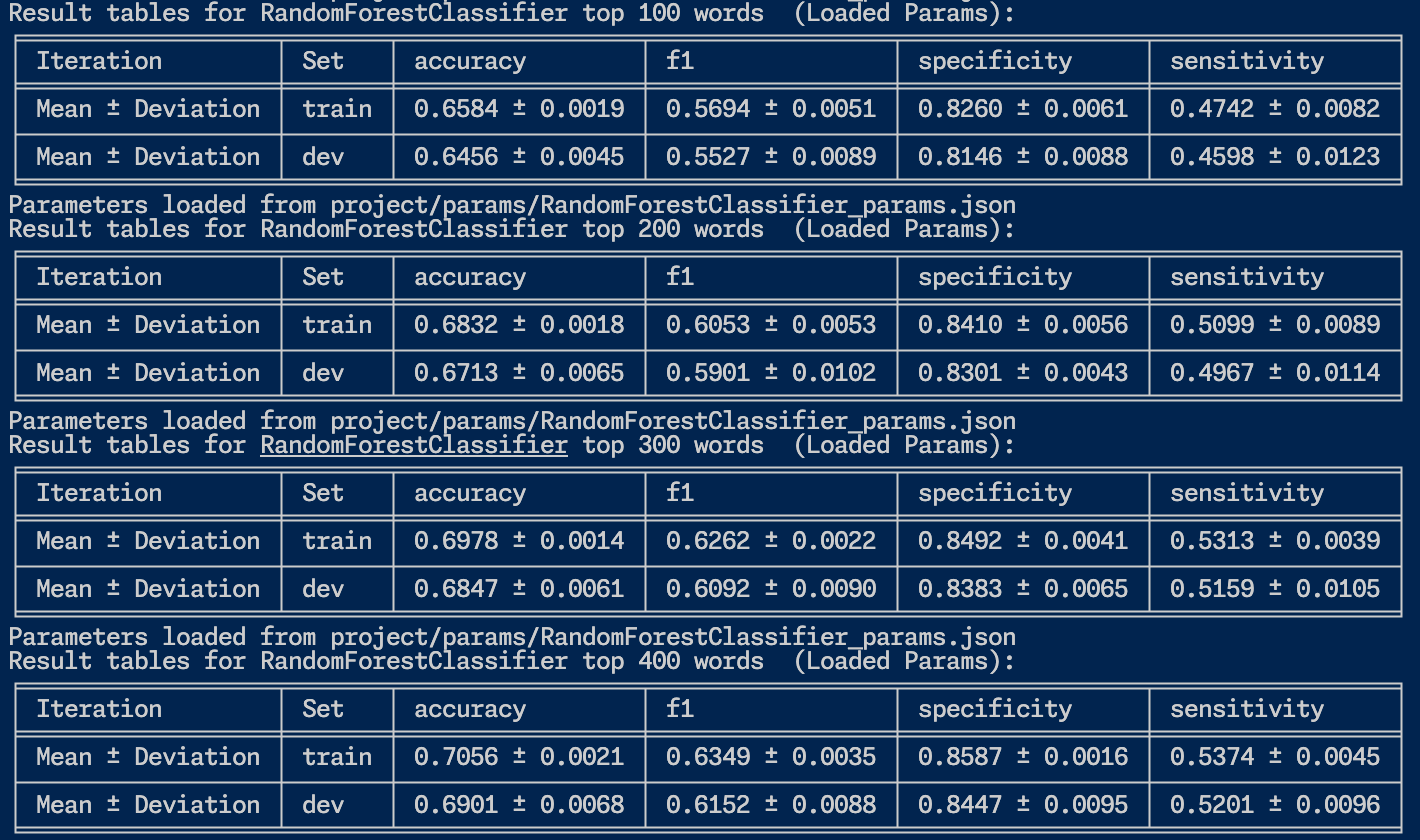 Result tables for RandomForestClassifier top 100 words  (Loaded Params):
Iteration Set accuracy f1 specificity sensitivity
Mean ± Deviation train 0.6584 ± 0.0019 0.5694 ± 0.0051 0.8260 ± 0.0061 0.4742 ± 0.0082
Mean ± Deviation dev 0.6456 ± 0.0045 0.5527 ± 0.0089 0.8146 ± 0.0088 0.4598 ± 0.0123
Parameters loaded from project/params/RandomForestClassifier_params.json
Result tables for RandomForestClassifier top 200 words  (Loaded Params):
Iteration Set accuracy f1 specificity sensitivity
Mean ± Deviation train 0.6832 ± 0.0018 0.6053 ± 0.0053 0.8410 ± 0.0056 0.5099 ± 0.0089
Mean ± Deviation dev 0.6713 ± 0.0065 0.5901 ± 0.0102 0.8301 ± 0.0043 0.4967 ± 0.0114
Parameters loaded from project/params/RandomForestClassifier_params.json
Result tables for RandomForestClassifier top 300 words  (Loaded Params):
Iteration Set accuracy f1 specificity sensitivity
Mean ± Deviation train 0.6978 ± 0.0014 0.6262 ± 0.0022 0.8492 ± 0.0041 0.5313 ± 0.0039
Mean ± Deviation dev 0.6847 ± 0.0061 0.6092 ± 0.0090 0.8383 ± 0.0065 0.5159 ± 0.0105
Parameters loaded from project/params/RandomForestClassifier_params.json
Result tables for RandomForestClassifier top 400 words  (Loaded Params):
Iteration Set accuracy f1 specificity sensitivity
Mean ± Deviation train 0.7056 ± 0.0021 0.6349 ± 0.0035 0.8587 ± 0.0016 0.5374 ± 0.0045
Mean ± Deviation dev 0.6901 ± 0.0068 0.6152 ± 0.0088 0.8447 ± 0.0095 0.5201 ± 0.0096